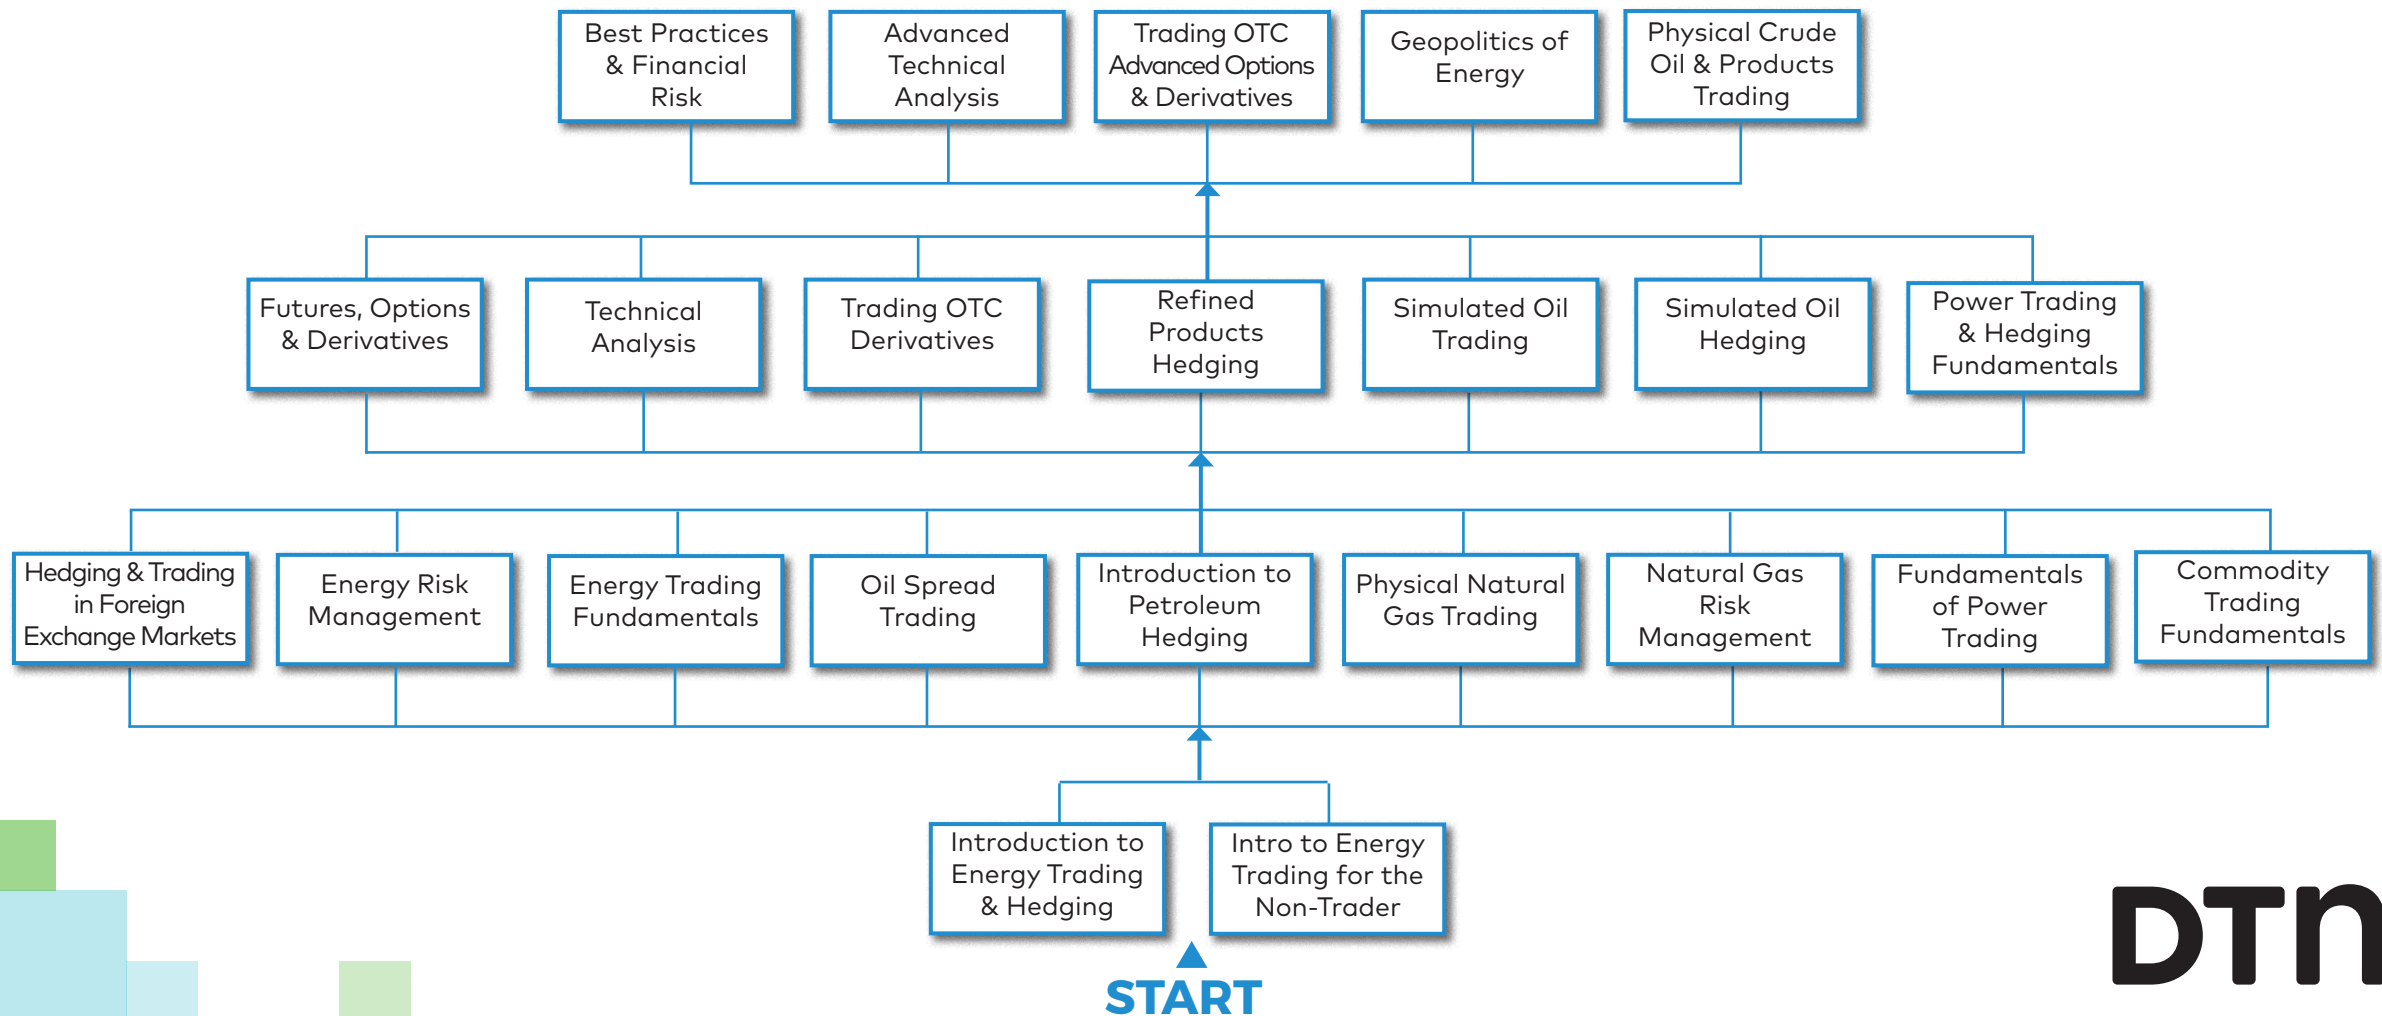 Best Practices
& Financial
Risk
Advanced
Technical
Analysis
Trading OTC
Advanced Options
& Derivatives
Geopolitics of
Energy
Physical Crude
Oil & Products
Trading
Futures, Options
& Derivatives
Technical
Analysis
Trading OTC
Derivatives
Refined
Products
Hedging
Simulated Oil
Trading
Simulated Oil
Hedging
Power Trading
& Hedging
Fundamentals
Hedging & Trading
in Foreign
Exchange Markets
Energy Risk
Management
Energy Trading
Fundamentals
Oil Spread
Trading
Introduction to
Petroleum
Hedging
Physical Natural
Gas Trading
Natural Gas
Risk
Management
Fundamentals
of Power
Trading
Commodity
Trading
Fundamentals
Introduction to
Energy Trading
& Hedging
Intro to Energy
Trading for the
Non-Trader
START
DTn